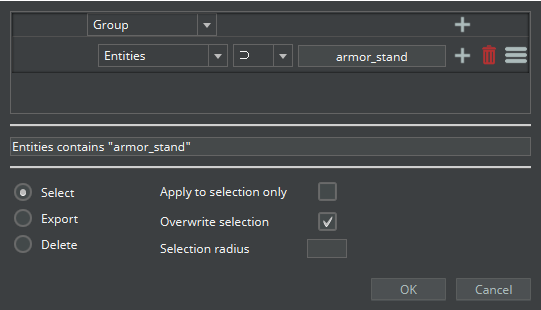 Group
Entities ⊃ armor_stand
Entities contains "armor_stand"
Select
Apply to selection only
Export
Overwrite selection
Delete
Selection radius
OK
Cancel